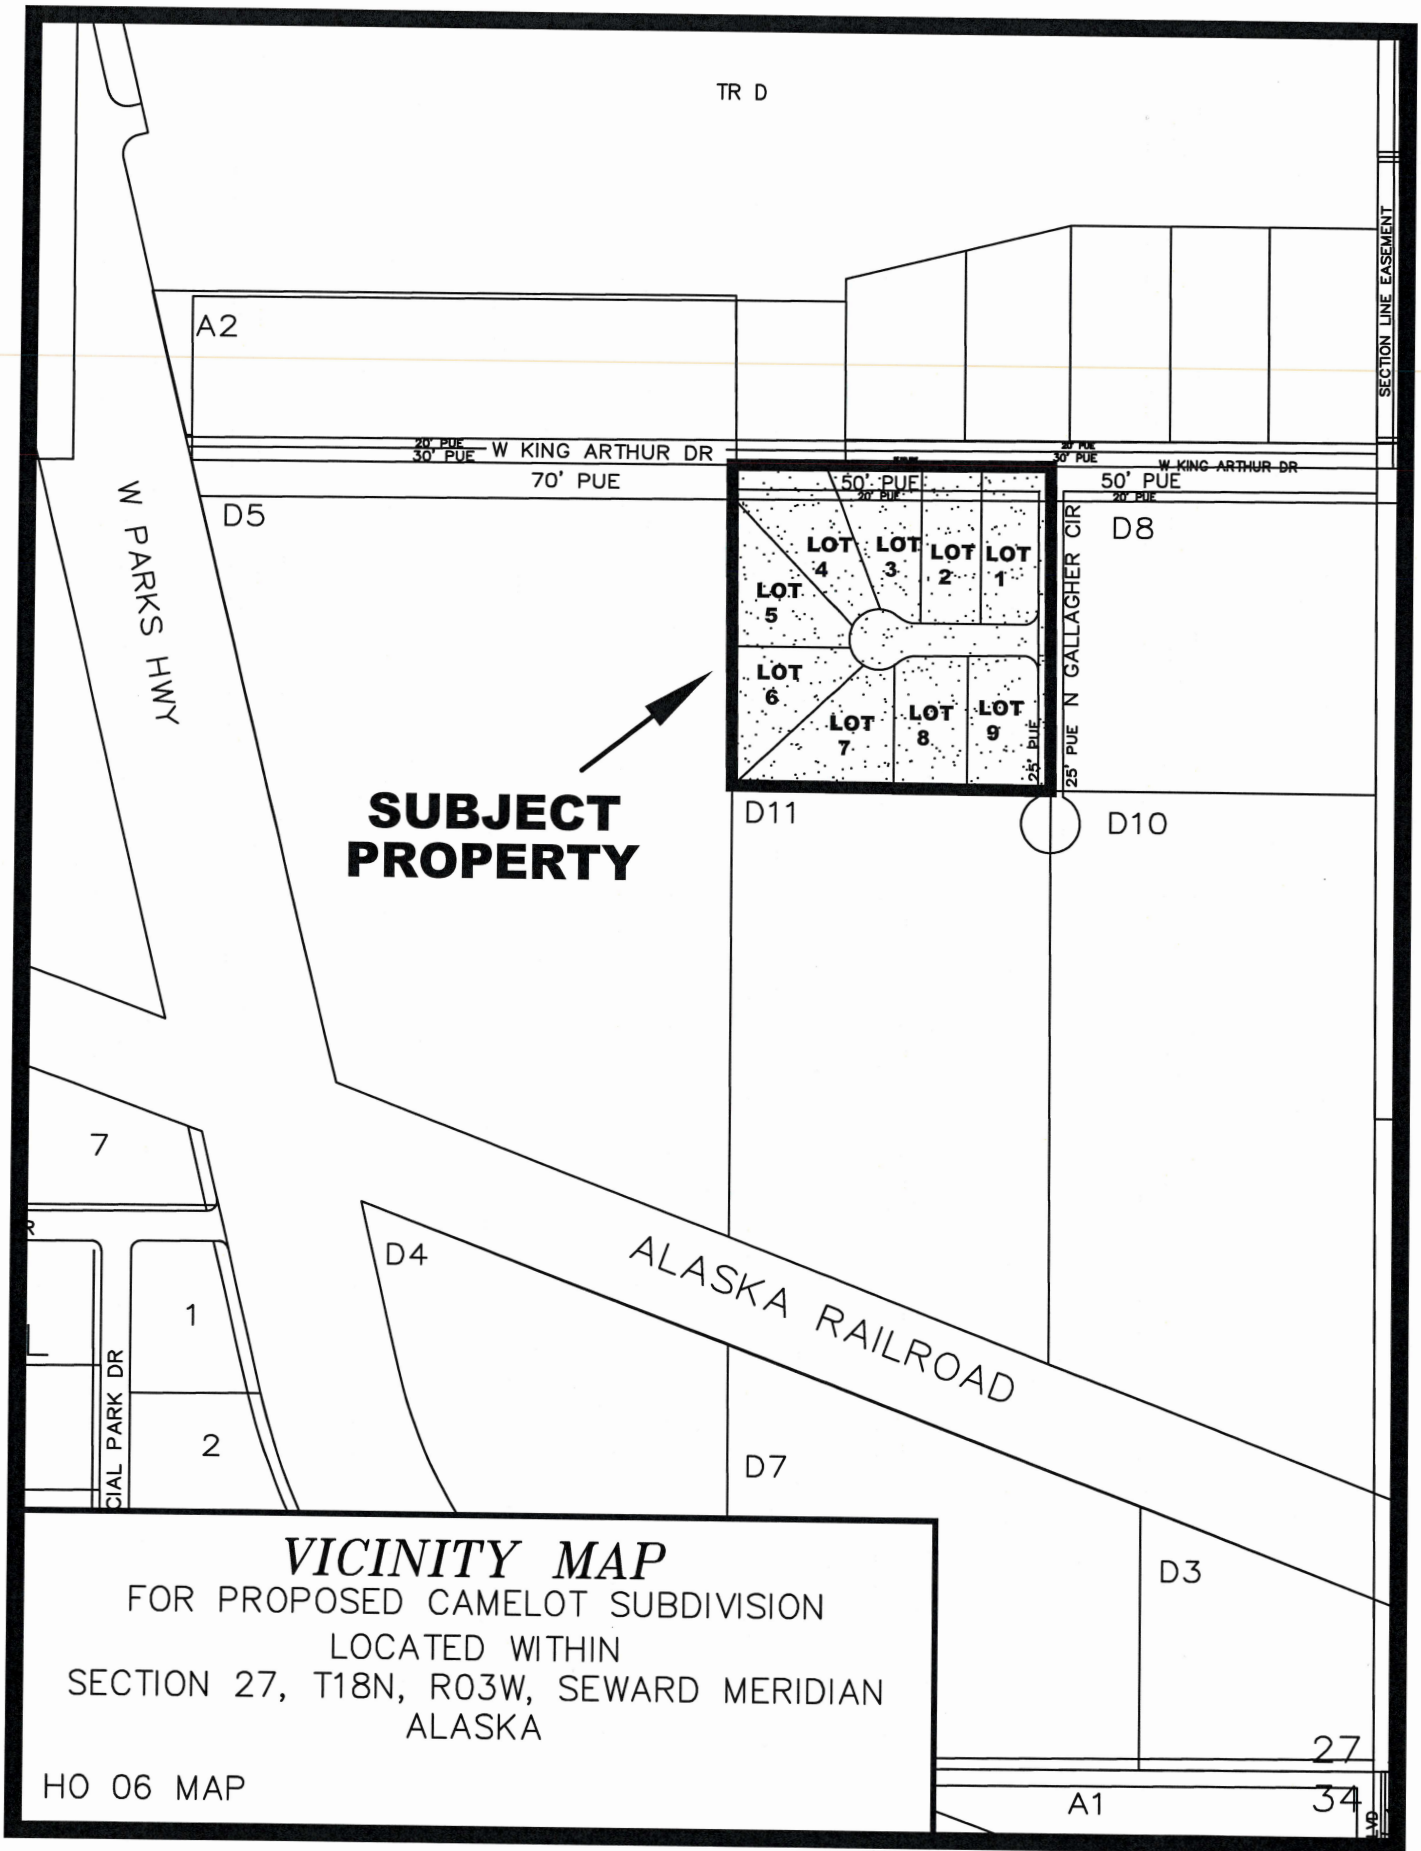 TR D
SECTION LINE EASEMENT
A2
20' PUE
30' PUE
W KING ARTHUR DR
70' PUE
50' PUE
20' PUE
20' PUE
30' PUE
W KING ARTHUR DR
50' PUE
20' PUE
W PARKS HWY
D5
D8
LOT
4
LOT
3
LOT
2
LOT
1
LOT
5
LOT
6
LOT
7
LOT
8
LOT
9
25' PUE
25' PUE
N GALLAGHER CIR
SUBJECT
PROPERTY
D11
D10
7
R
D4
ALASKA RAILROAD
1
CIAL PARK DR
2
D7
D3
VICINITY MAP
FOR PROPOSED CAMELOT SUBDIVISION
LOCATED WITHIN
SECTION 27, T18N, R03W, SEWARD MERIDIAN
ALASKA
HO 06 MAP
27
34
A1
LVD